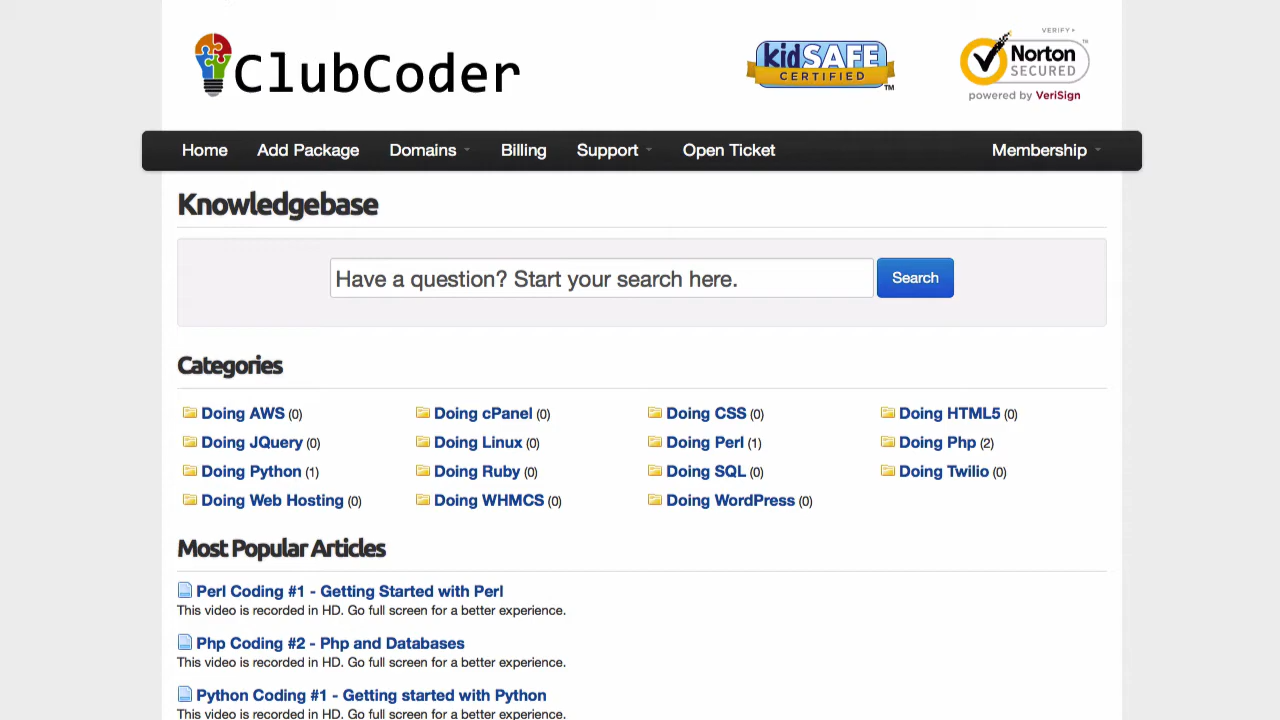 ClubCoder
kidSAFE
CERTIFIED
TM
VERIFY
Norton
TM
SECURED
powered by VeriSign
Home Add Package Domains Billing Support Open Ticket Membership
Knowledgebase
Have a question? Start your search here. Search
Categories
Doing AWS (0) Doing cPanel (0) Doing CSS (0) Doing HTML5 (0)
Doing JQuery (0) Doing Linux (0) Doing Perl (1) Doing Php (2)
Doing Python (1) Doing Ruby (0) Doing SQL (0) Doing Twilio (0)
Doing Web Hosting (0) Doing WHMCS (0) Doing WordPress (0)
Most Popular Articles
Perl Coding #1 - Getting Started with Perl
This video is recorded in HD. Go full screen for a better experience.
Php Coding #2 - Php and Databases
This video is recorded in HD. Go full screen for a better experience.
Python Coding #1 - Getting started with Python
This video is recorded in HD. Go full screen for a better experience.